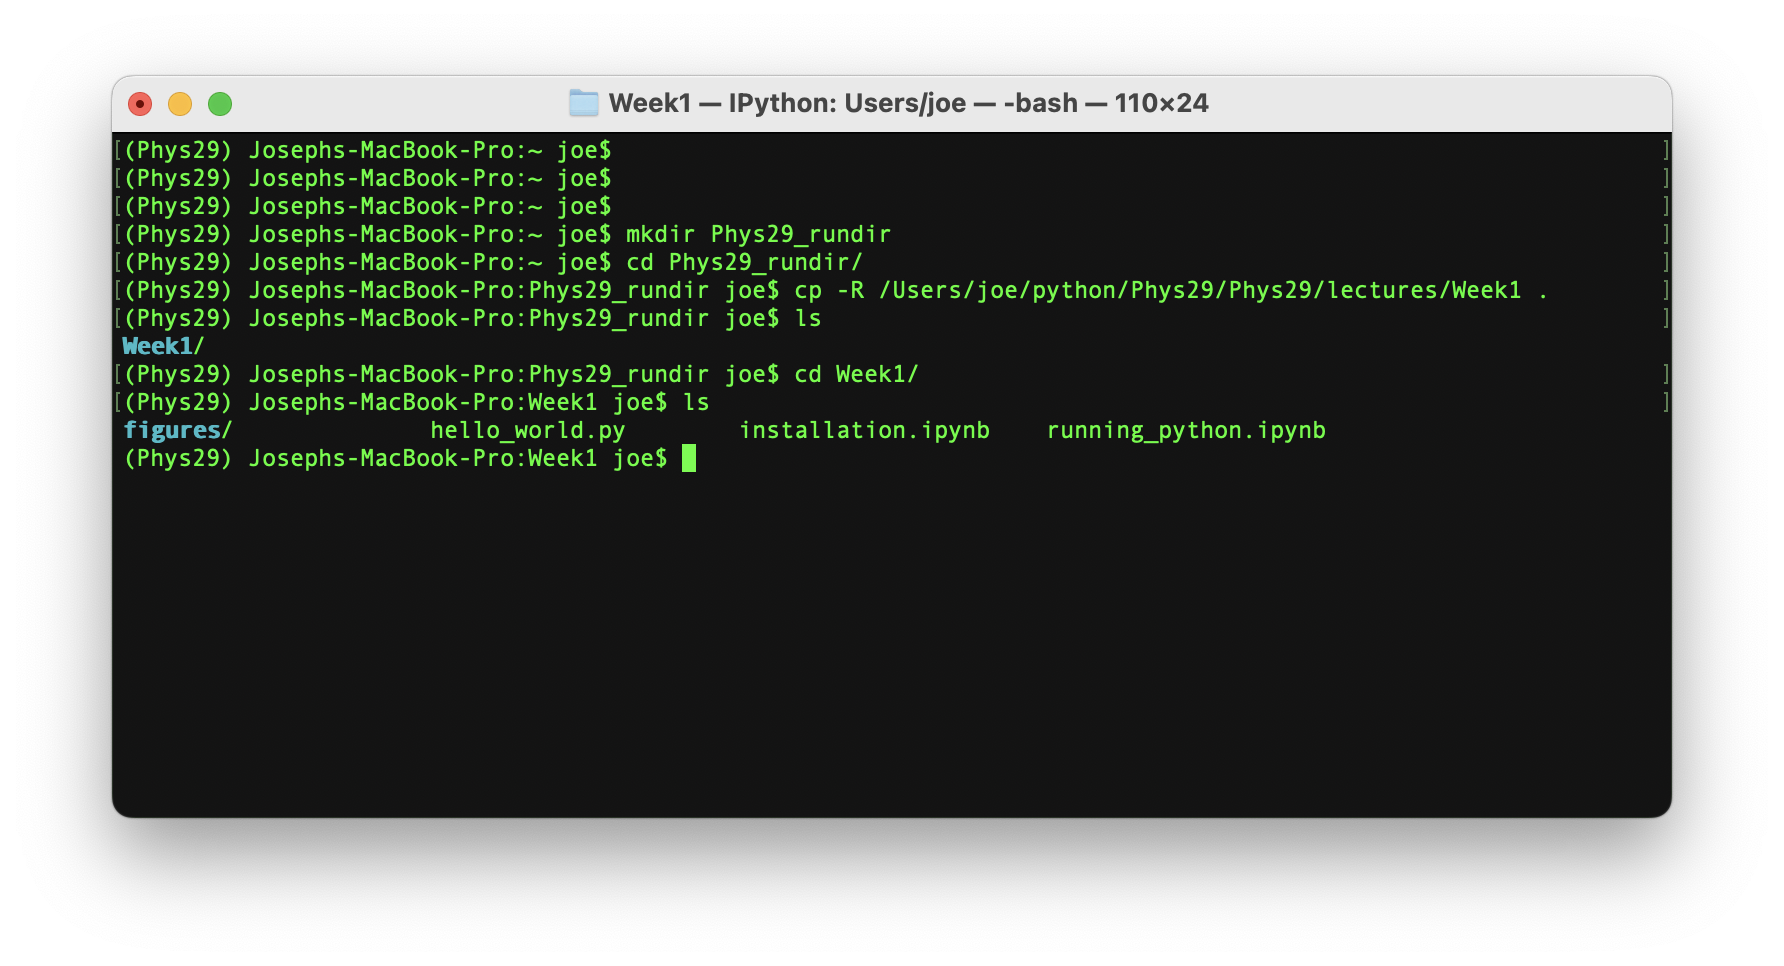 Week1 — IPython: Users/joe — -bash — 110×24
[(Phys29) Josephs-MacBook-Pro:~ joe$ ]
[(Phys29) Josephs-MacBook-Pro:~ joe$ ]
[(Phys29) Josephs-MacBook-Pro:~ joe$ ]
[(Phys29) Josephs-MacBook-Pro:~ joe$ mkdir Phys29_rundir ]
[(Phys29) Josephs-MacBook-Pro:~ joe$ cd Phys29_rundir/ ]
[(Phys29) Josephs-MacBook-Pro:Phys29_rundir joe$ cp -R /Users/joe/python/Phys29/Phys29/lectures/Week1 . ]
[(Phys29) Josephs-MacBook-Pro:Phys29_rundir joe$ ls ]
Week1/
[(Phys29) Josephs-MacBook-Pro:Phys29_rundir joe$ cd Week1/ ]
[(Phys29) Josephs-MacBook-Pro:Week1 joe$ ls ]
figures/ hello_world.py installation.ipynb running_python.ipynb
(Phys29) Josephs-MacBook-Pro:Week1 joe$